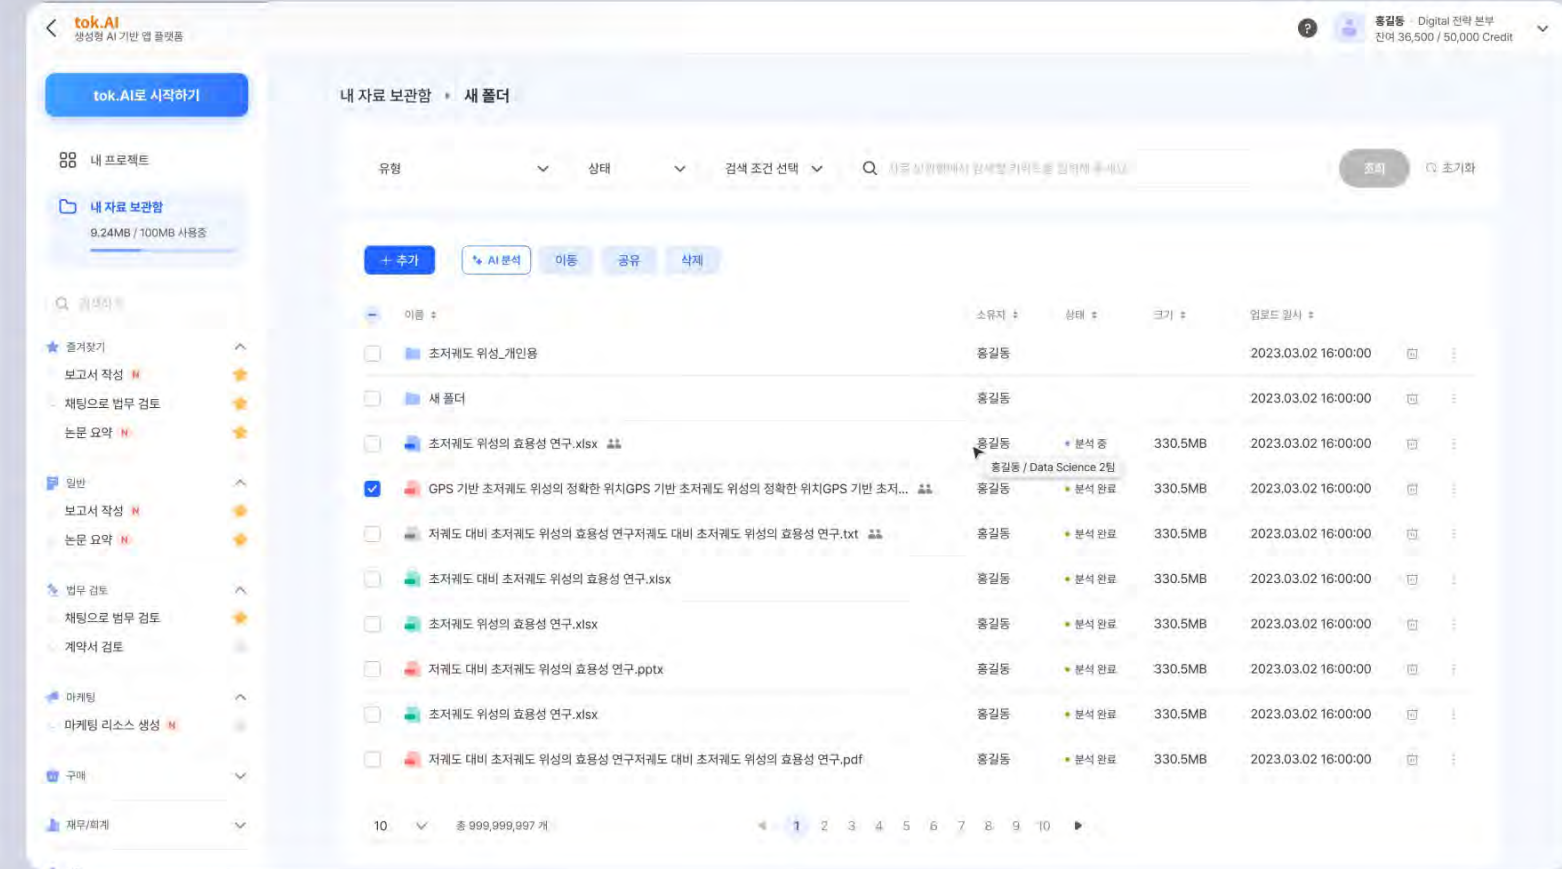 tok.AI
생성형 AI 기반 앱 플랫폼
홍길동 Digital 전략 본부
잔여 36,500 / 50,000 Credit
tok.AI로 시작하기
내 프로젝트
내 자료 보관함
9.24MB / 100MB 사용중
즐겨찾기
보고서 작성 N
채팅으로 법무 검토
논문 요약 N
일반
보고서 작성 N
논문 요약 N
법무 검토
채팅으로 법무 검토
계약서 검토
마케팅
마케팅 리소스 생성 N
구매
재무/회계
내 자료 보관함 새 폴더
유형 상태 검색 조건 선택 조회 초기화
+ 추가 AI 분석 이동 공유 삭제
이름 소유자 상태 크기 업로드 일시
초저궤도 위성_개인용 홍길동 2023.03.02 16:00:00
새 폴더 홍길동 2023.03.02 16:00:00
초저궤도 위성의 효용성 연구.xlsx 홍길동 분석 중 330.5MB 2023.03.02 16:00:00
홍길동 / Data Science 2팀
GPS 기반 초저궤도 위성의 정확한 위치GPS 기반 초저궤도 위성의 정확한 위치GPS 기반 초저... 홍길동 분석 완료 330.5MB 2023.03.02 16:00:00
저궤도 대비 초저궤도 위성의 효용성 연구저궤도 대비 초저궤도 위성의 효용성 연구.txt 홍길동 분석 완료 330.5MB 2023.03.02 16:00:00
초저궤도 대비 초저궤도 위성의 효용성 연구.xlsx 홍길동 분석 완료 330.5MB 2023.03.02 16:00:00
초저궤도 위성의 효용성 연구.xlsx 홍길동 분석 완료 330.5MB 2023.03.02 16:00:00
저궤도 대비 초저궤도 위성의 효용성 연구.pptx 홍길동 분석 완료 330.5MB 2023.03.02 16:00:00
초저궤도 위성의 효용성 연구.xlsx 홍길동 분석 완료 330.5MB 2023.03.02 16:00:00
저궤도 대비 초저궤도 위성의 효용성 연구저궤도 대비 초저궤도 위성의 효용성 연구.pdf 홍길동 분석 완료 330.5MB 2023.03.02 16:00:00
10 총 999,999,997 개 1 2 3 4 5 6 7 8 9 10